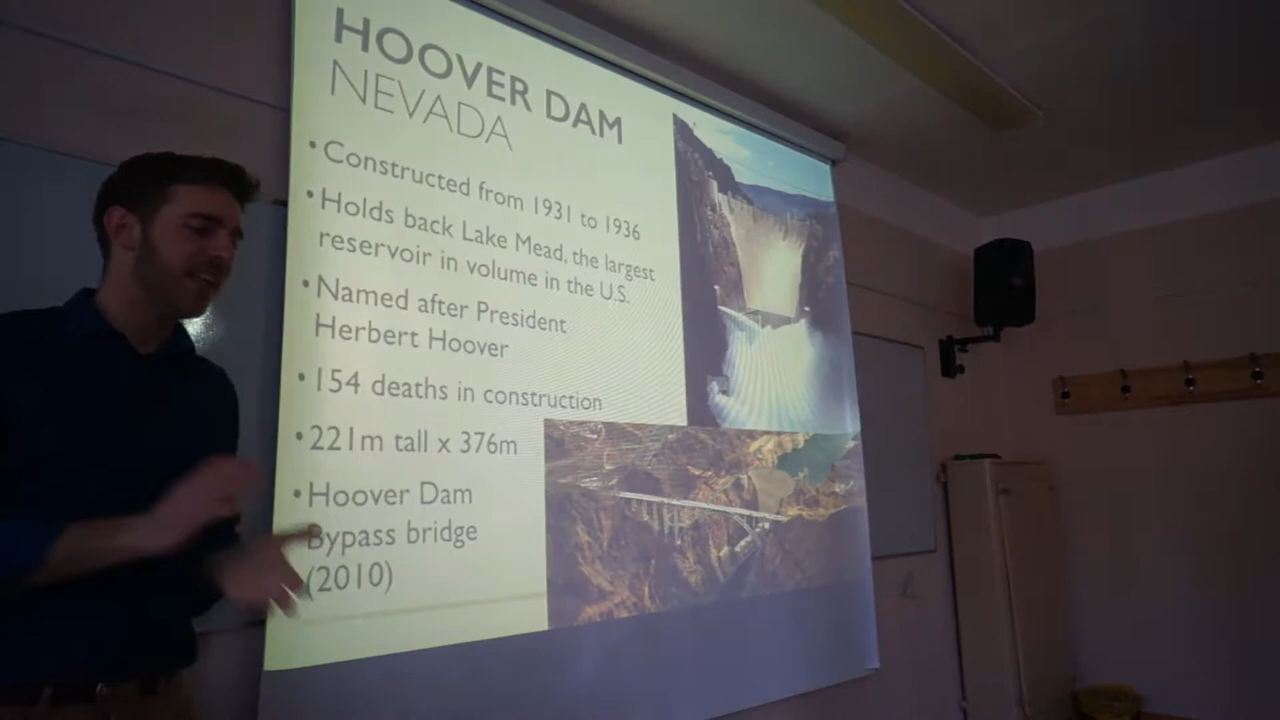 HOOVER DAM
NEVADA
•Constructed from 1931 to 1936
•Holds back Lake Mead, the largest
reservoir in volume in the U.S.
•Named after President
Herbert Hoover
•154 deaths in construction
•221m tall x 376m
•Hoover Dam
Bypass bridge
(2010)